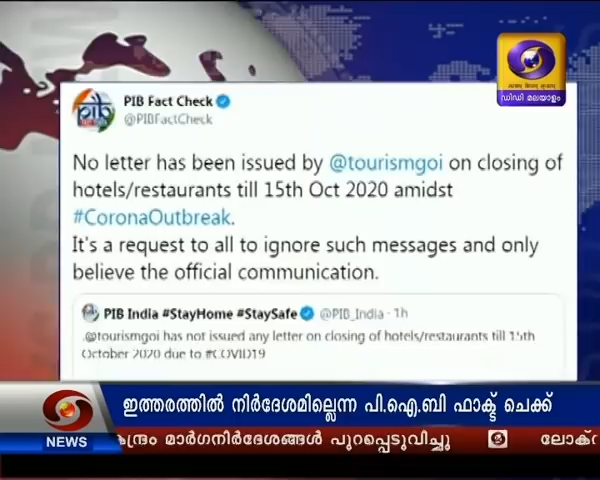 ഡിഡി മലയാളം
PIB Fact Check
@PIBFactCheck
No letter has been issued by @tourismgoi on closing of
hotels/restaurants till 15th Oct 2020 amidst
#CoronaOutbreak.
It's a request to all to ignore such messages and only
believe the official communication.
PIB India #StayHome #StaySafe @PIB_India · 1h
.@tourismgoi has not issued any letter on closing of hotels/restaurants till 15th
October 2020 due to #COVID19
ഇത്തരത്തിൽ നിർദേശമില്ലെന്ന പി.ഐ.ബി ഫാക്ട് ചെക്ക്
NEWS
മാർഗനിർദേശങ്ങൾ പുറപ്പെടുവിച്ചു